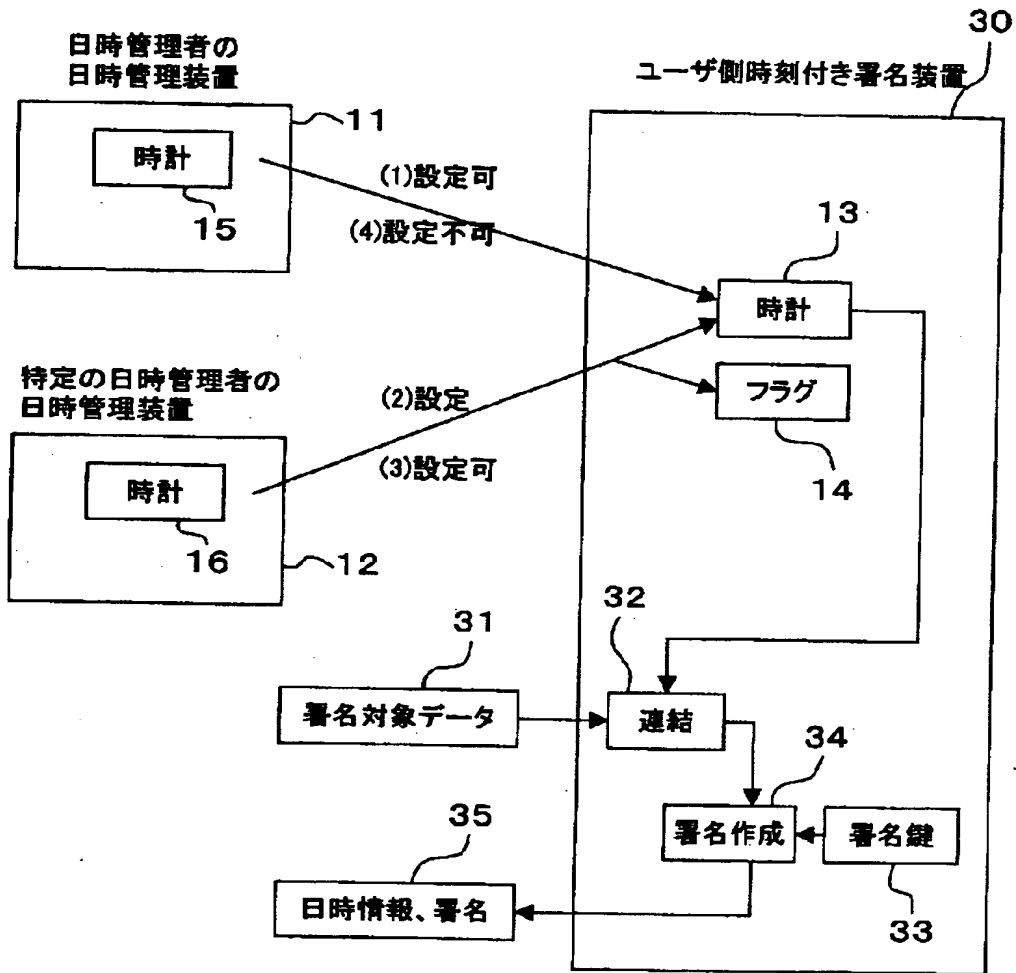 日時管理者の
日時管理装置
11
時計
15
(1)設定可
(4)設定不可
30
ユーザ側時刻付き署名装置
13
時計
フラグ
14
特定の日時管理者の
日時管理装置
時計
16
12
(2)設定
(3)設定可
31
署名対象データ
32
連結
34
署名作成
署名鍵
33
35
日時情報、署名